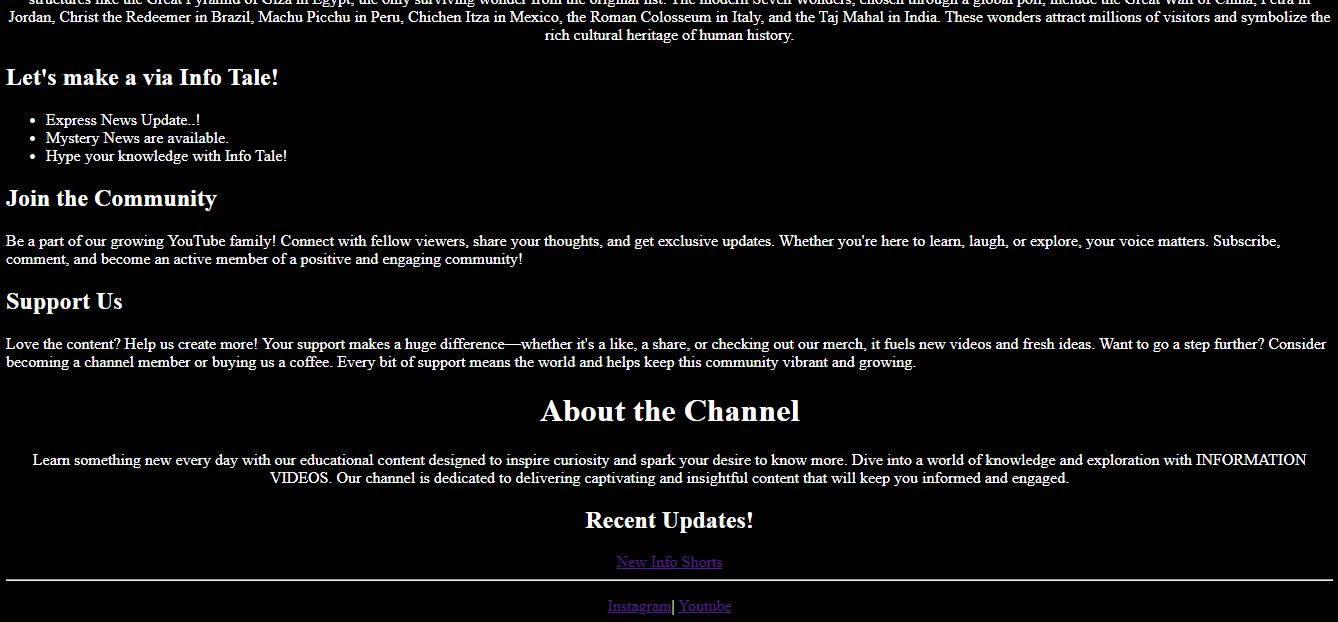 structures like the Great Pyramid of Giza in Egypt, the only surviving wonder from the original list. The modern Seven Wonders, chosen through a global poll, include the Great Wall of China, Petra in
Jordan, Christ the Redeemer in Brazil, Machu Picchu in Peru, Chichen Itza in Mexico, the Roman Colosseum in Italy, and the Taj Mahal in India. These wonders attract millions of visitors and symbolize the
rich cultural heritage of human history.
Let's make a via Info Tale!
• Express News Update..!
• Mystery News are available.
• Hype your knowledge with Info Tale!
Join the Community
Be a part of our growing YouTube family! Connect with fellow viewers, share your thoughts, and get exclusive updates. Whether you're here to learn, laugh, or explore, your voice matters. Subscribe,
comment, and become an active member of a positive and engaging community!
Support Us
Love the content? Help us create more! Your support makes a huge difference—whether it's a like, a share, or checking out our merch, it fuels new videos and fresh ideas. Want to go a step further? Consider
becoming a channel member or buying us a coffee. Every bit of support means the world and helps keep this community vibrant and growing.
About the Channel
Learn something new every day with our educational content designed to inspire curiosity and spark your desire to know more. Dive into a world of knowledge and exploration with INFORMATION
VIDEOS. Our channel is dedicated to delivering captivating and insightful content that will keep you informed and engaged.
Recent Updates!
New Info Shorts
Instagram| Youtube